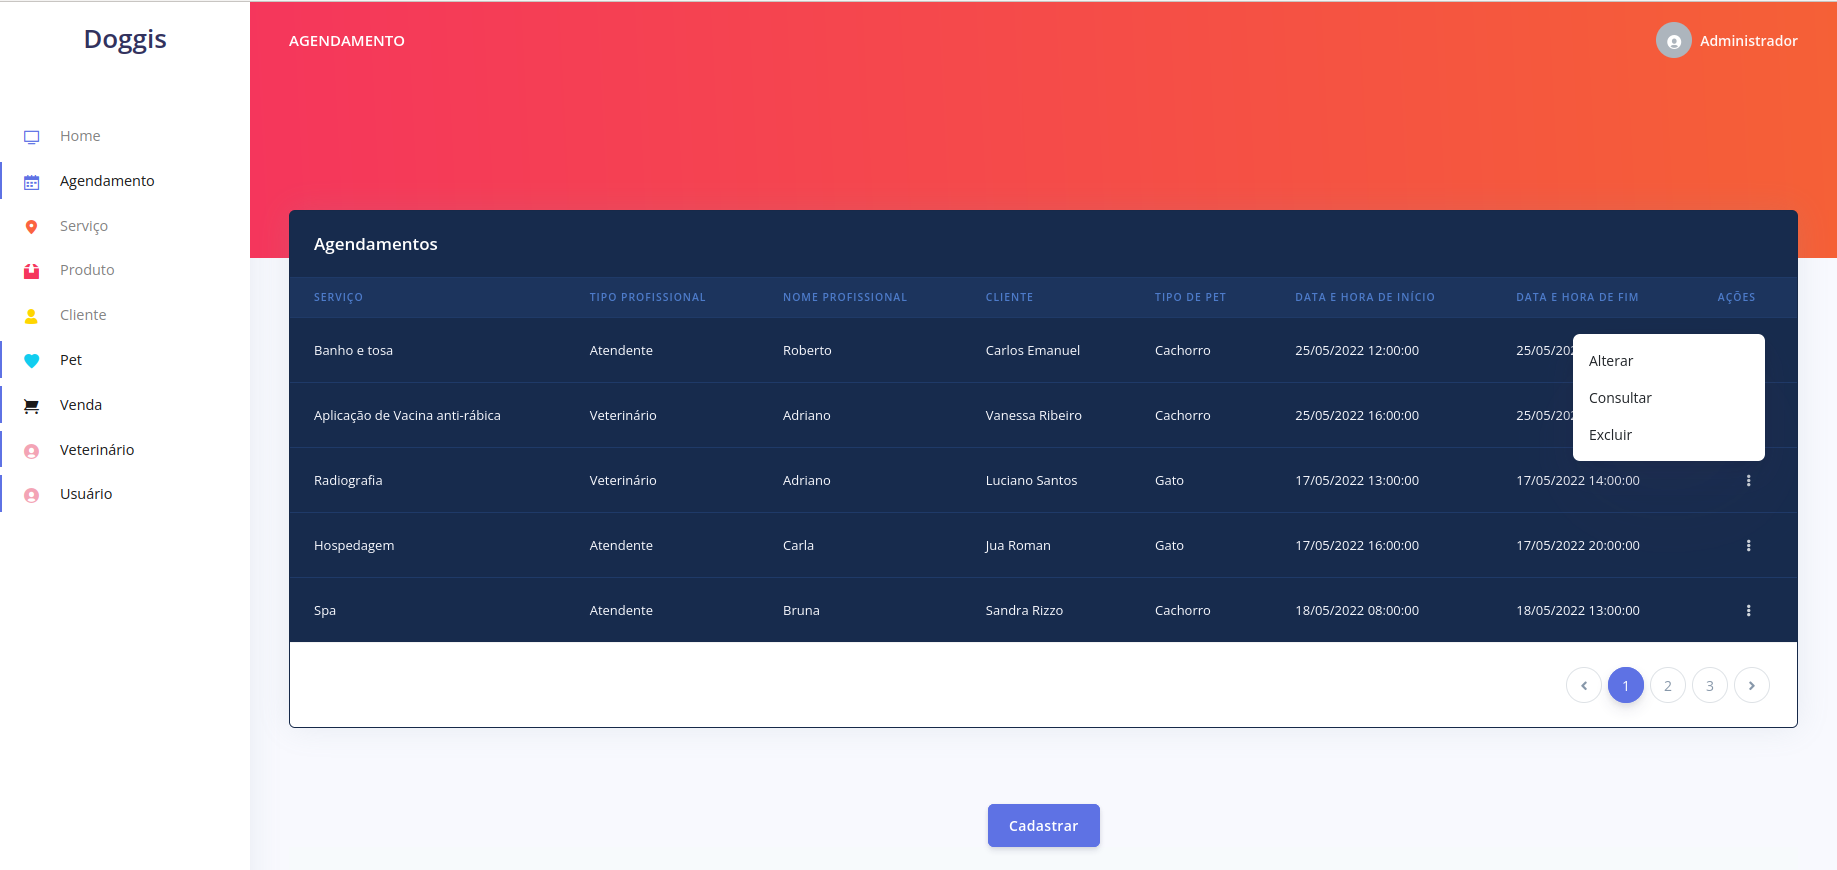 Doggis
AGENDAMENTO
Administrador
Home
Agendamento
Serviço
Produto
Cliente
Pet
Venda
Veterinário
Usuário
Agendamentos
SERVIÇO TIPO PROFISSIONAL NOME PROFISSIONAL CLIENTE TIPO DE PET DATA E HORA DE INÍCIO DATA E HORA DE FIM AÇÕES
Banho e tosa Atendente Roberto Carlos Emanuel Cachorro 25/05/2022 12:00:00 25/05/202
Aplicação de Vacina anti-rábica Veterinário Adriano Vanessa Ribeiro Cachorro 25/05/2022 16:00:00 25/05/202
Radiografia Veterinário Adriano Luciano Santos Gato 17/05/2022 13:00:00 17/05/2022 14:00:00
Hospedagem Atendente Carla Jua Roman Gato 17/05/2022 16:00:00 17/05/2022 20:00:00
Spa Atendente Bruna Sandra Rizzo Cachorro 18/05/2022 08:00:00 18/05/2022 13:00:00
Alterar
Consultar
Excluir
1 2 3
Cadastrar